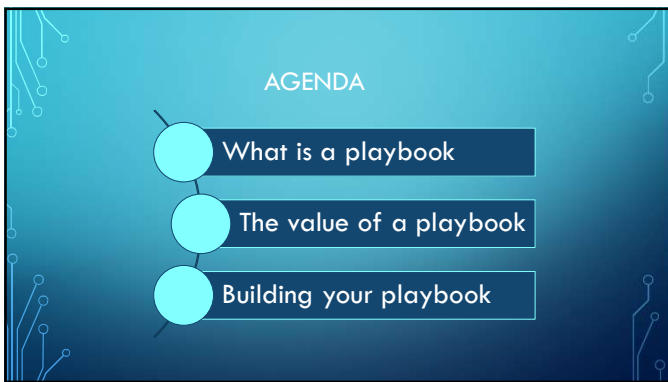 AGENDA
What is a playbook
The value of a playbook
Building your playbook